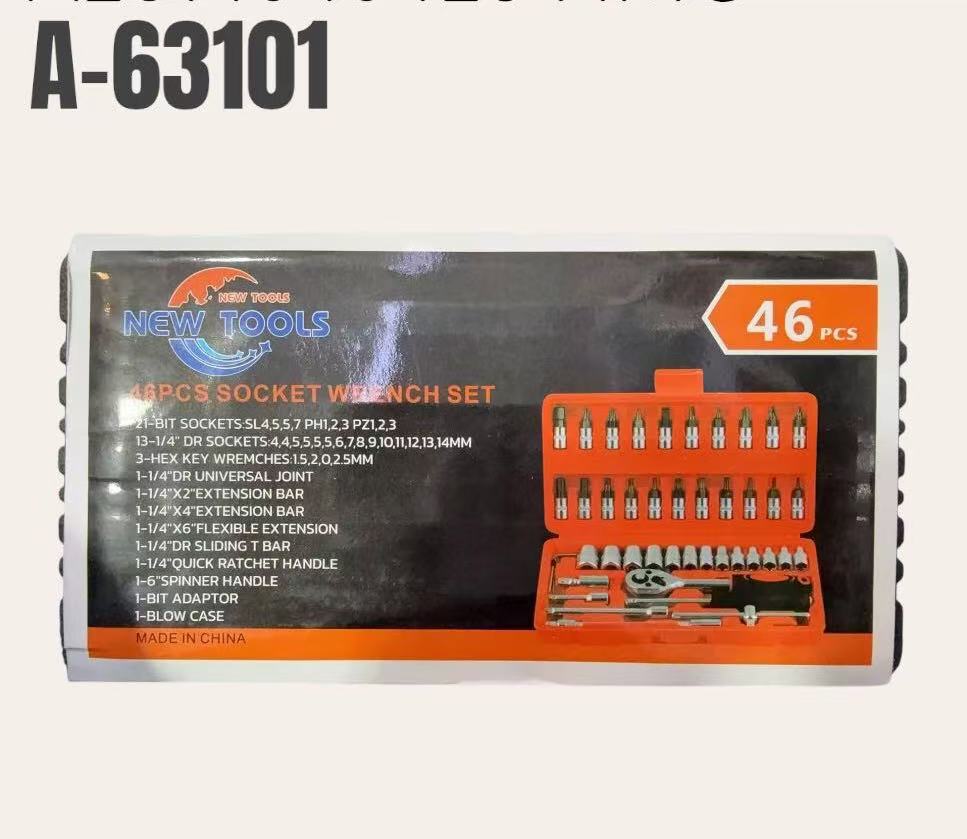 A-63101
NEW TOOLS
NEW TOOLS
46 PCS
46PCS SOCKET WRENCH SET
21-BIT SOCKETS:SL4,5,5,7 PH1,2,3 PZ1,2,3
13-1/4" DR SOCKETS:4,4,5,5,5,5,6,7,8,9,10,11,12,13,14MM
3-HEX KEY WREMCHES:1.5,2,0,2.5MM
1-1/4"DR UNIVERSAL JOINT
1-1/4"X2"EXTENSION BAR
1-1/4"X4"EXTENSION BAR
1-1/4"X6"FLEXIBLE EXTENSION
1-1/4"DR SLIDING T BAR
1-1/4"QUICK RATCHET HANDLE
1-6"SPINNER HANDLE
1-BIT ADAPTOR
1-BLOW CASE
MADE IN CHINA